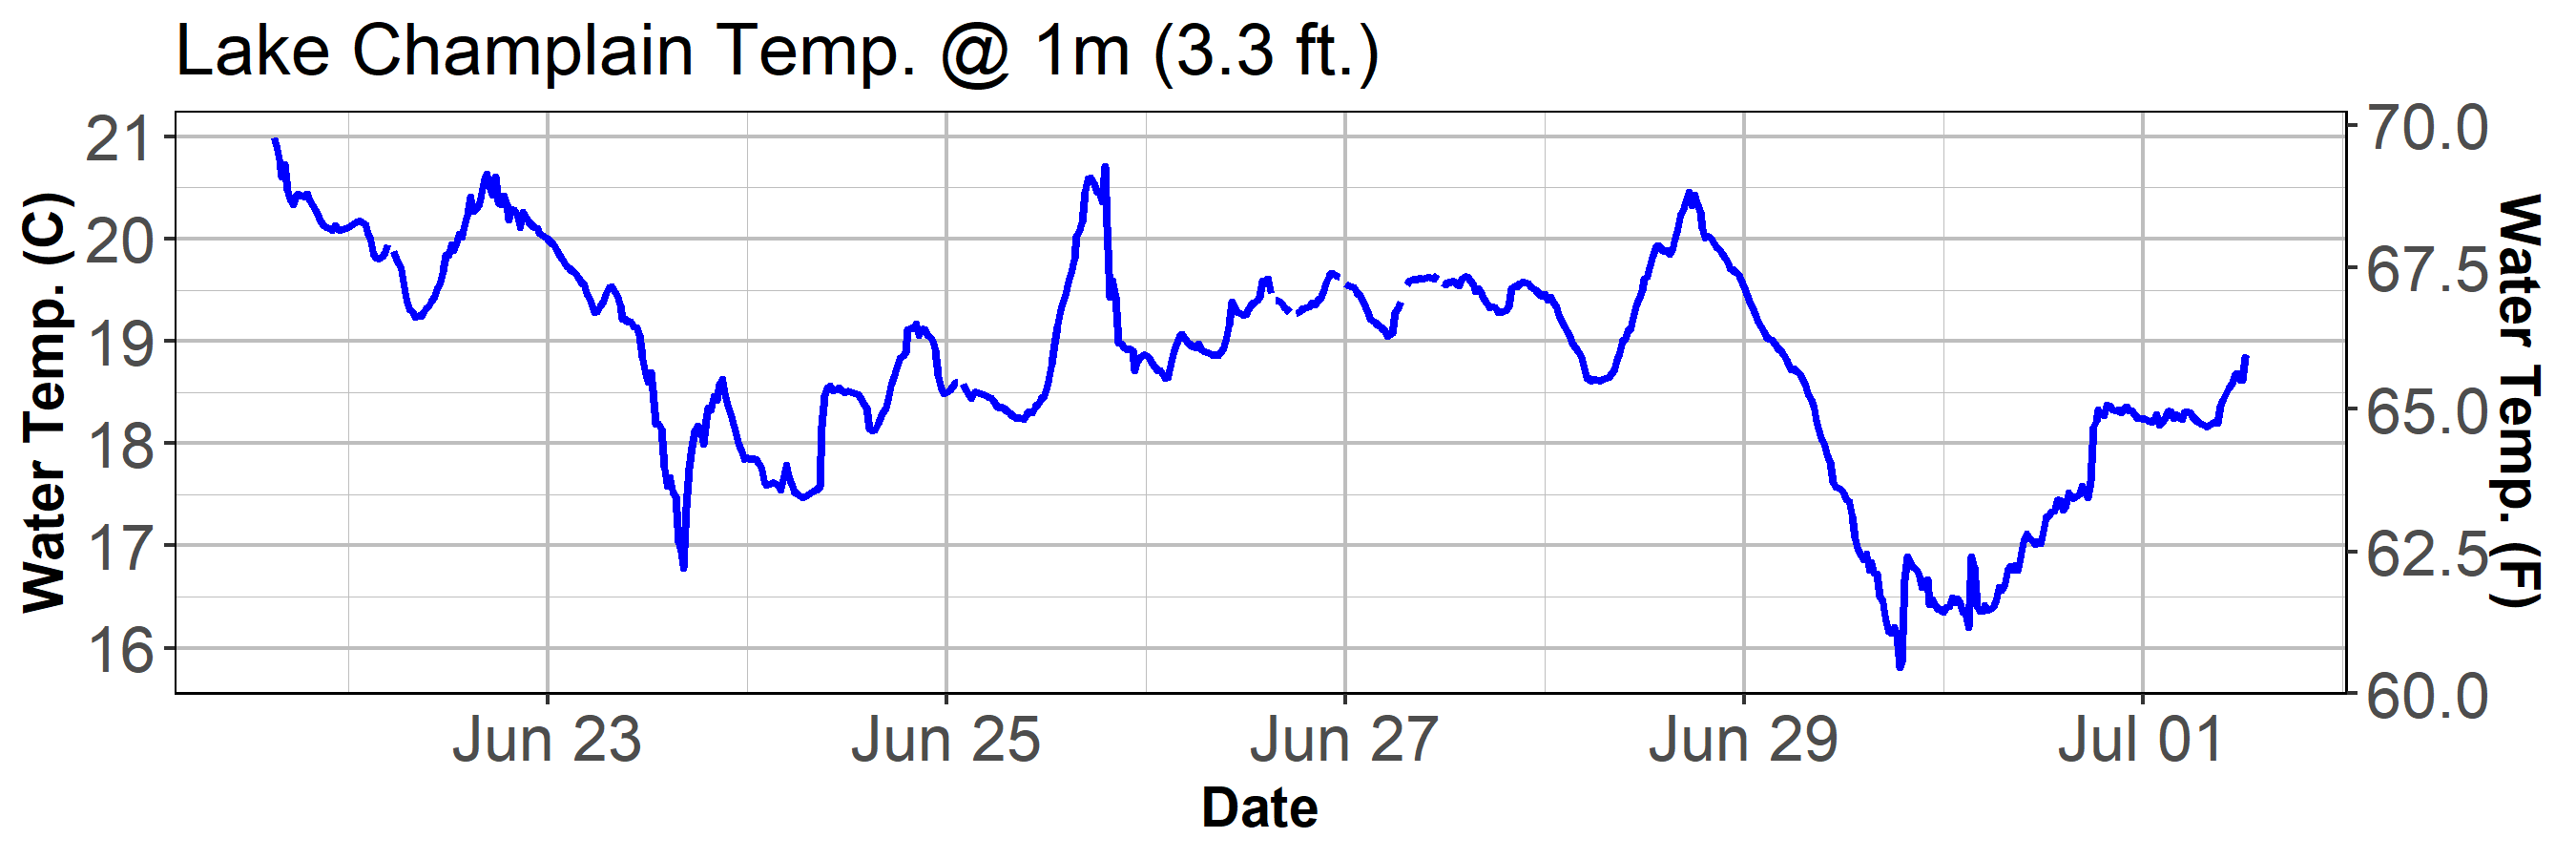 Lake Champlain Temp. @ 1m (3.3 ft.)
Water Temp. (C)
21
20
19
18
17
16
70.0
67.5
65.0
62.5
60.0
Water Temp. (F)
Jun 23 Jun 25 Jun 27 Jun 29 Jul 01
Date